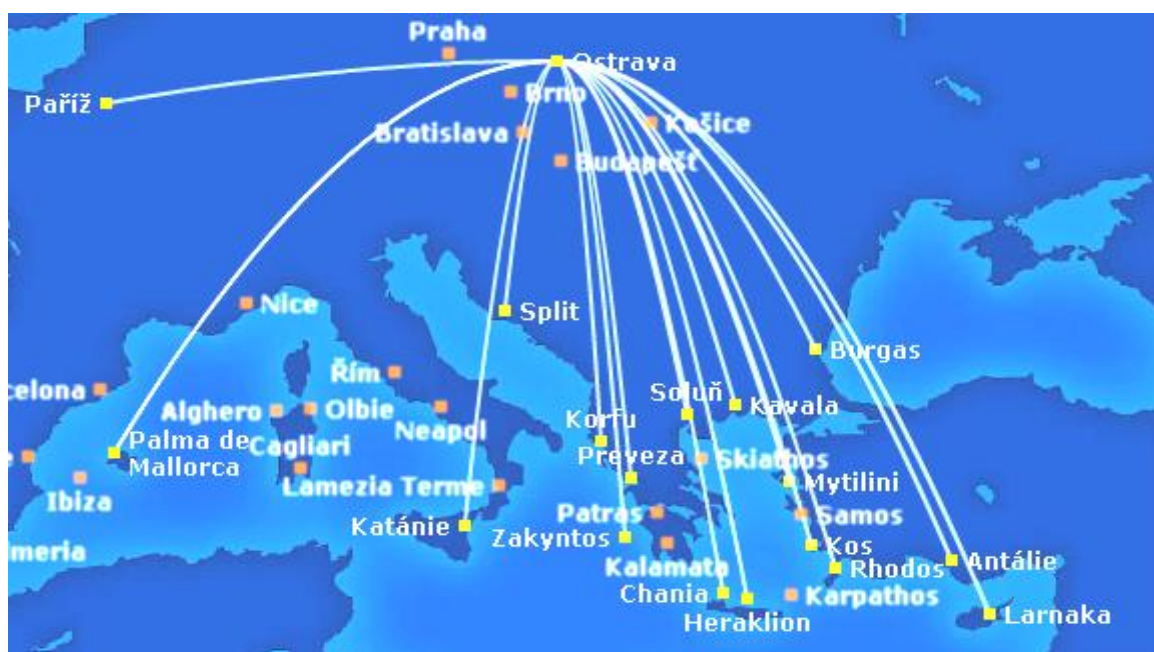 Praha
Ostrava
Paříž
Brno
Bratislava
Košice
Budapešť
Nice
Split
Burgas
Řím
celona
Alghero
Olbie
Neapol
Soluň
Kavala
Korfu
Palma de
Mallorca
Cagliari
Preveza
Skiathos
e
Lamezia Terme
Mytilini
Ibiza
Katánie
Patras
Samos
Zakyntos
Kos
meria
Kalamata
Rhodos
Antálie
Chania
Karpathos
Heraklion
Larnaka